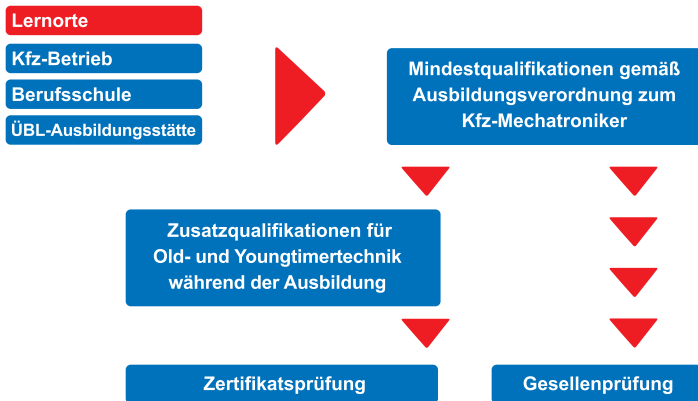 Lernorte
Kfz-Betrieb
Berufsschule
ÜBL-Ausbildungsstätte
Mindestqualifikationen gemäß
Ausbildungsverordnung zum
Kfz-Mechatroniker
Zusatzqualifikationen für
Old- und Youngtimertechnik
während der Ausbildung
Zertifikatsprüfung
Gesellenprüfung